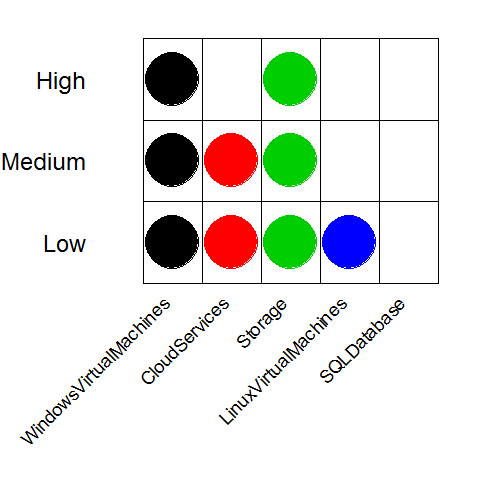 High
Medium
Low
WindowsVirtualMachines
CloudServices
Storage
LinuxVirtualMachines
SQLDatabase